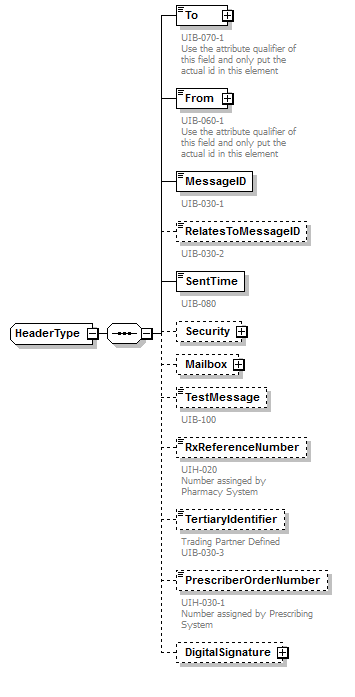 To
UIB-070-1
Use the attribute qualifier of
this field and only put the
actual id in this element
From
UIB-060-1
Use the attribute qualifier of
this field and only put the
actual id in this element
MessageID
UIB-030-1
RelatesToMessageID
UIB-030-2
SentTime
UIB-080
HeaderType
Security
Mailbox
TestMessage
UIB-100
RxReferenceNumber
UIH-020
Number assinged by
Pharmacy System
TertiaryIdentifier
Trading Partner Defined
UIB-030-3
PrescriberOrderNumber
UIH-030-1
Number assigned by Prescribing
System
DigitalSignature